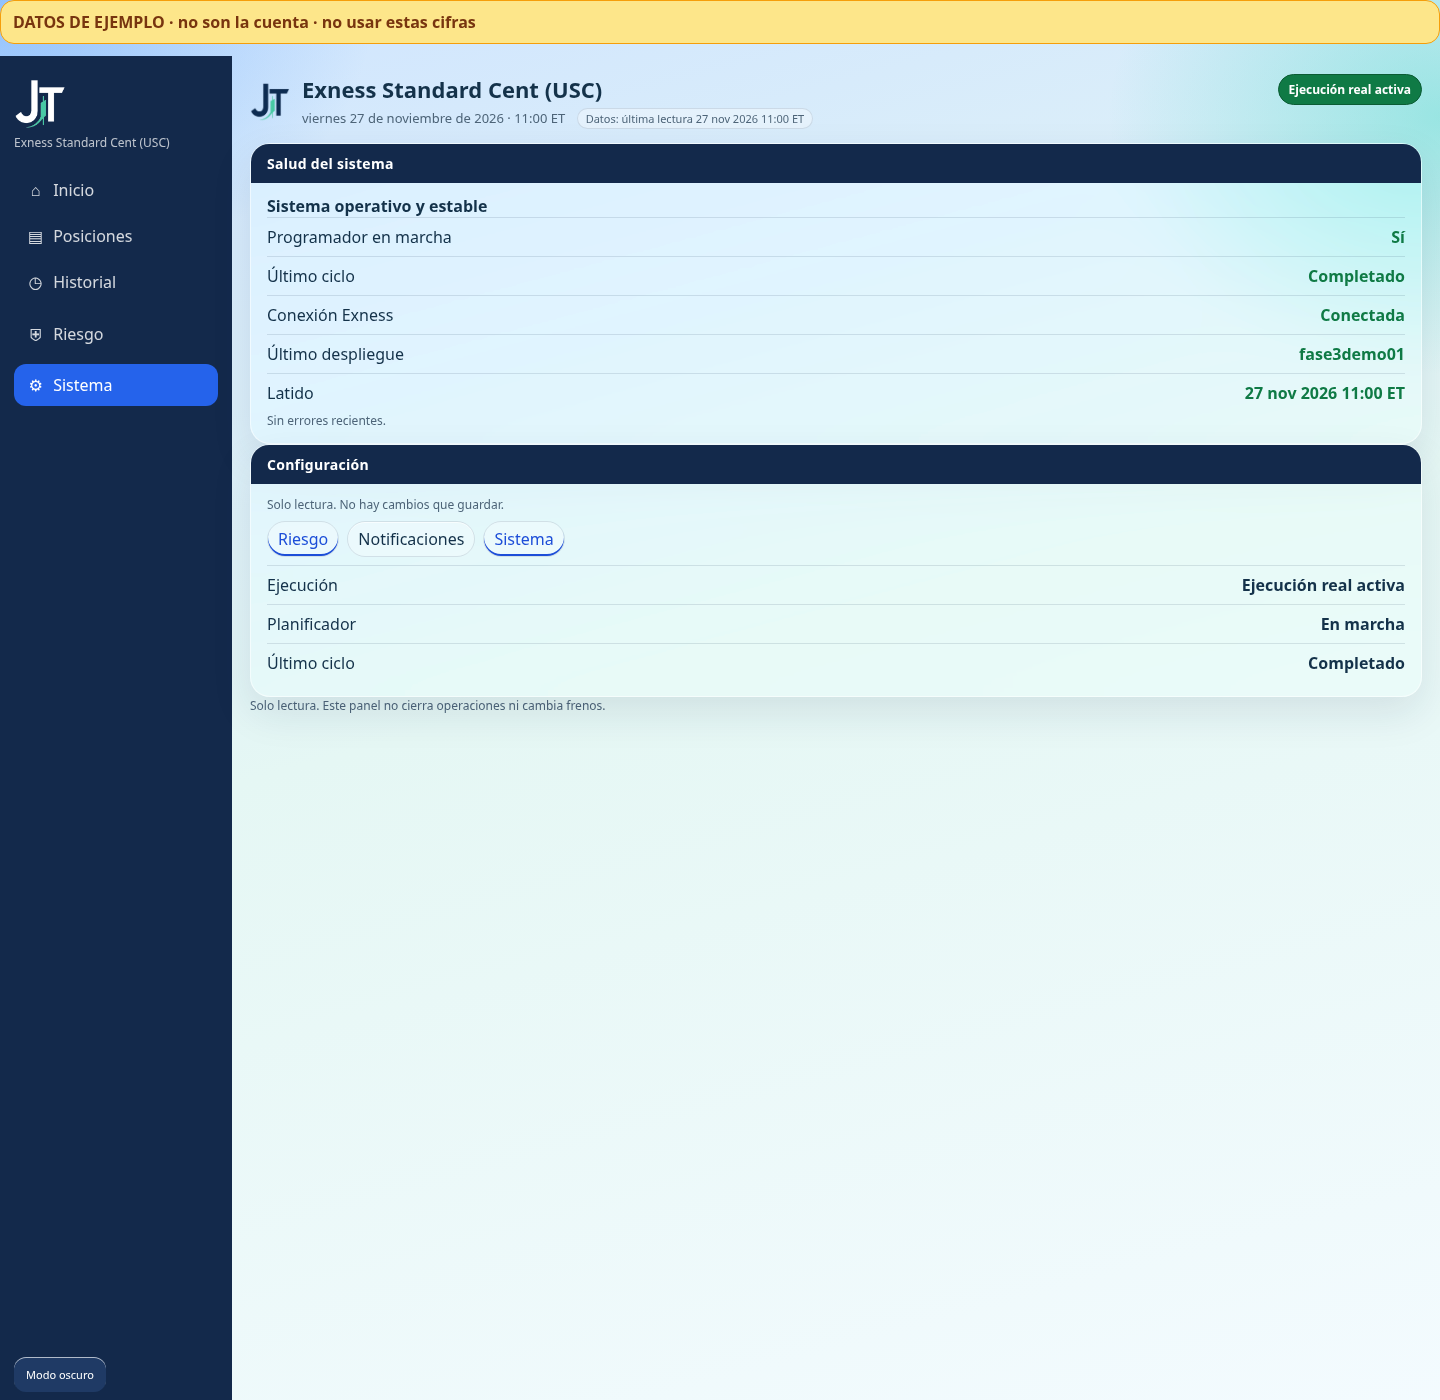 DATOS DE EJEMPLO · no son la cuenta · no usar estas cifras
JT
Exness Standard Cent (USC)
Inicio
Posiciones
Historial
Riesgo
Sistema
Modo oscuro
JT
Exness Standard Cent (USC)
viernes 27 de noviembre de 2026 · 11:00 ET
Datos: última lectura 27 nov 2026 11:00 ET
Ejecución real activa
Salud del sistema
Sistema operativo y estable
Programador en marcha Sí
Último ciclo Completado
Conexión Exness Conectada
Último despliegue fase3demo01
Latido 27 nov 2026 11:00 ET
Sin errores recientes.
Configuración
Solo lectura. No hay cambios que guardar.
Riesgo Notificaciones Sistema
Ejecución Ejecución real activa
Planificador En marcha
Último ciclo Completado
Solo lectura. Este panel no cierra operaciones ni cambia frenos.